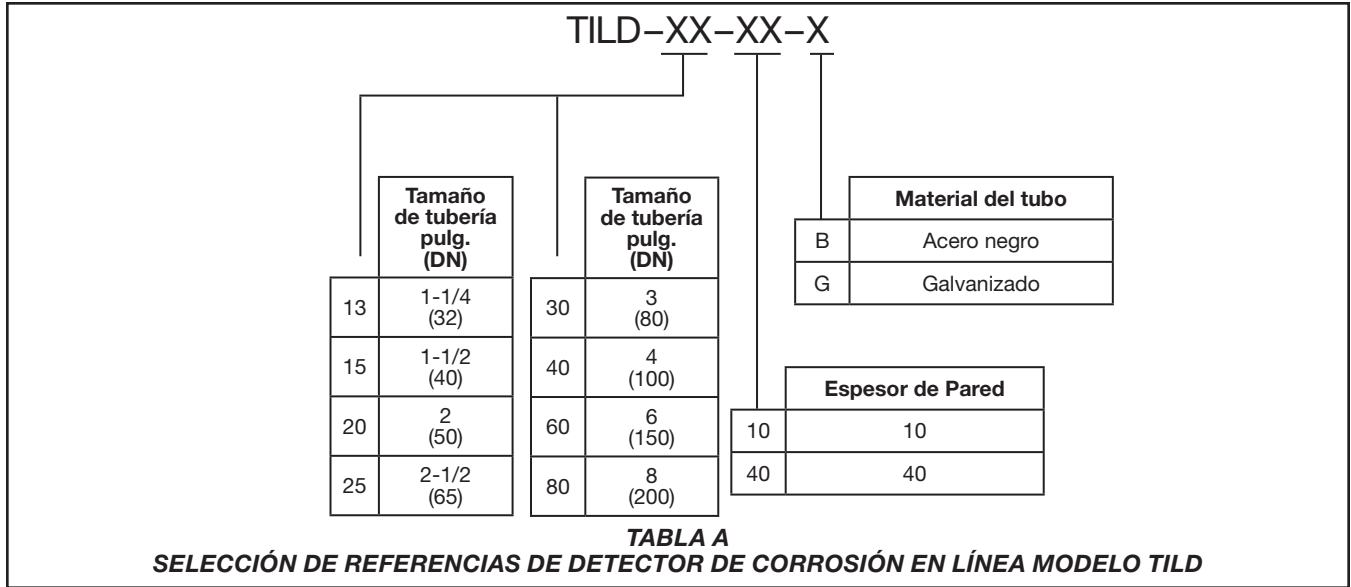 TILD–XX–XX–X
Tamaño
de tubería
pulg.
(DN)
13
1-1/4
(32)
15
1-1/2
(40)
20
2
(50)
25
2-1/2
(65)
Tamaño
de tubería
pulg.
(DN)
30
3
(80)
40
4
(100)
60
6
(150)
80
8
(200)
Material del tubo
B
Acero negro
G
Galvanizado
Espesor de Pared
10
10
40
40
TABLA A
SELECCIÓN DE REFERENCIAS DE DETECTOR DE CORROSIÓN EN LÍNEA MODELO TILD